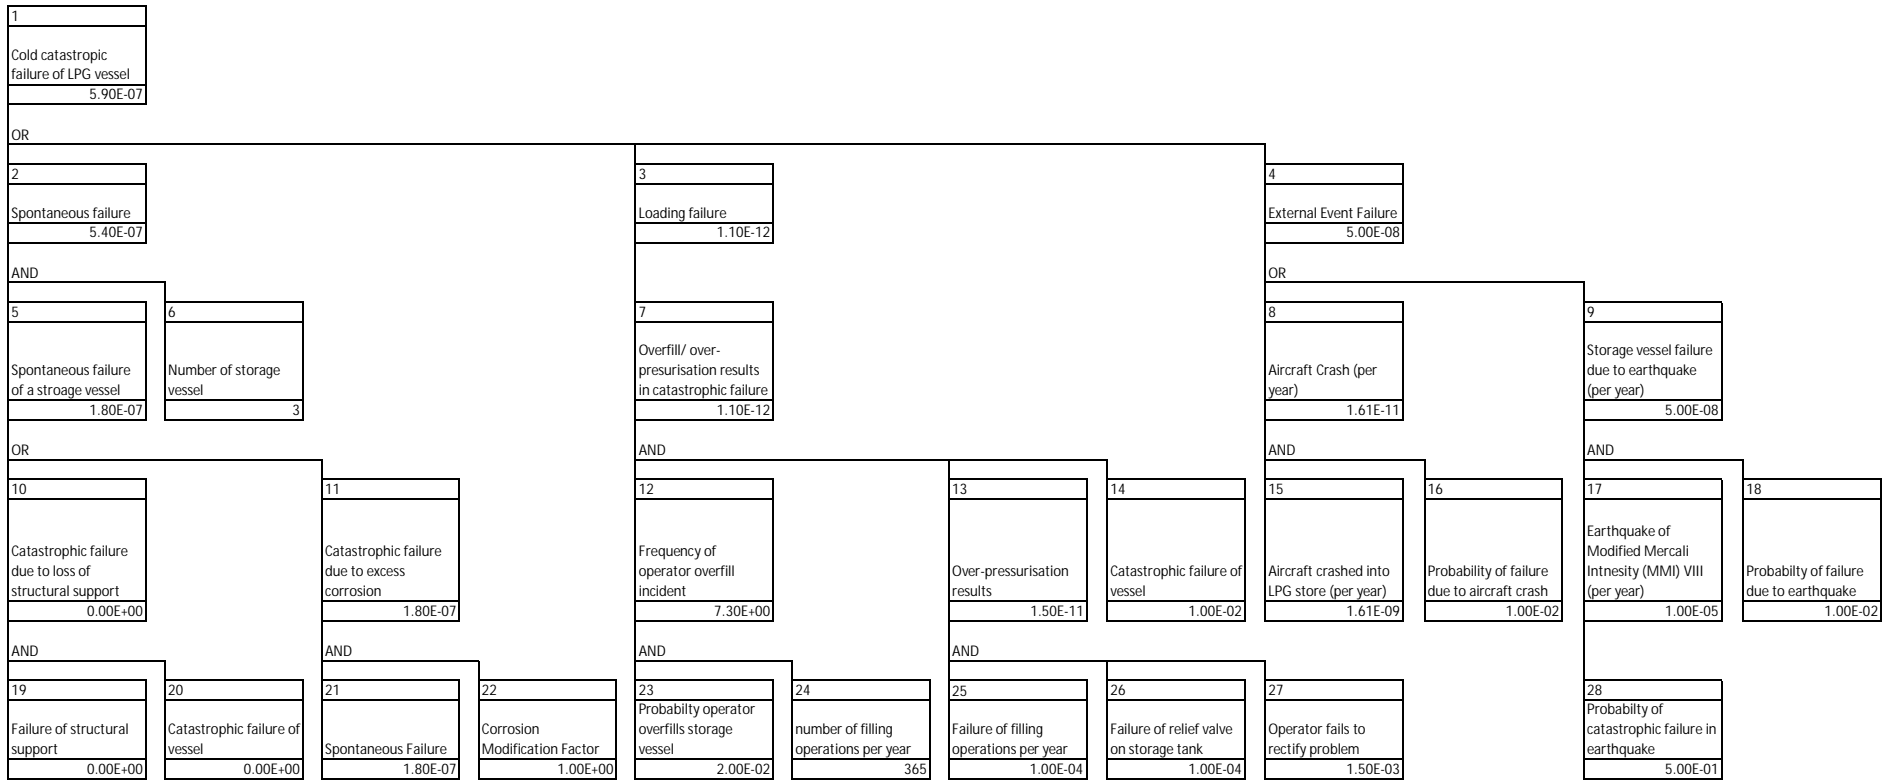 1
Cold catastropic
failure of LPG vessel
5.90E-07
OR
2
Spontaneous failure
5.40E-07
3
Loading failure
1.10E-12
4
External Event Failure
5.00E-08
AND
OR
5
Spontaneous failure
of a stroage vessel
1.80E-07
6
Number of storage
vessel
3
7
Overfill/ over-
presurisation results
in catastrophic failure
1.10E-12
8
Aircraft Crash (per
year)
1.61E-11
9
Storage vessel failure
due to earthquake
(per year)
5.00E-08
OR
AND
AND
AND
10
Catastrophic failure
due to loss of
structural support
0.00E+00
11
Catastrophic failure
due to excess
corrosion
1.80E-07
12
Frequency of
operator overfill
incident
7.30E+00
13
Over-pressurisation
results
1.50E-11
14
Catastrophic failure of
vessel
1.00E-02
15
Aircraft crashed into
LPG store (per year)
1.61E-09
16
Probability of failure
due to aircraft crash
1.00E-02
17
Earthquake of
Modified Mercali
Intnesity (MMI) VIII
(per year)
1.00E-05
18
Probabilty of failure
due to earthquake
1.00E-02
AND
AND
AND
AND
19
Failure of structural
support
0.00E+00
20
Catastrophic failure of
vessel
0.00E+00
21
Spontaneous Failure
1.80E-07
22
Corrosion
Modification Factor
1.00E+00
23
Probabilty operator
overfills storage
vessel
2.00E-02
24
number of filling
operations per year
365
25
Failure of filling
operations per year
1.00E-04
26
Failure of relief valve
on storage tank
1.00E-04
27
Operator fails to
rectify problem
1.50E-03
28
Probabilty of
catastrophic failure in
earthquake
5.00E-01